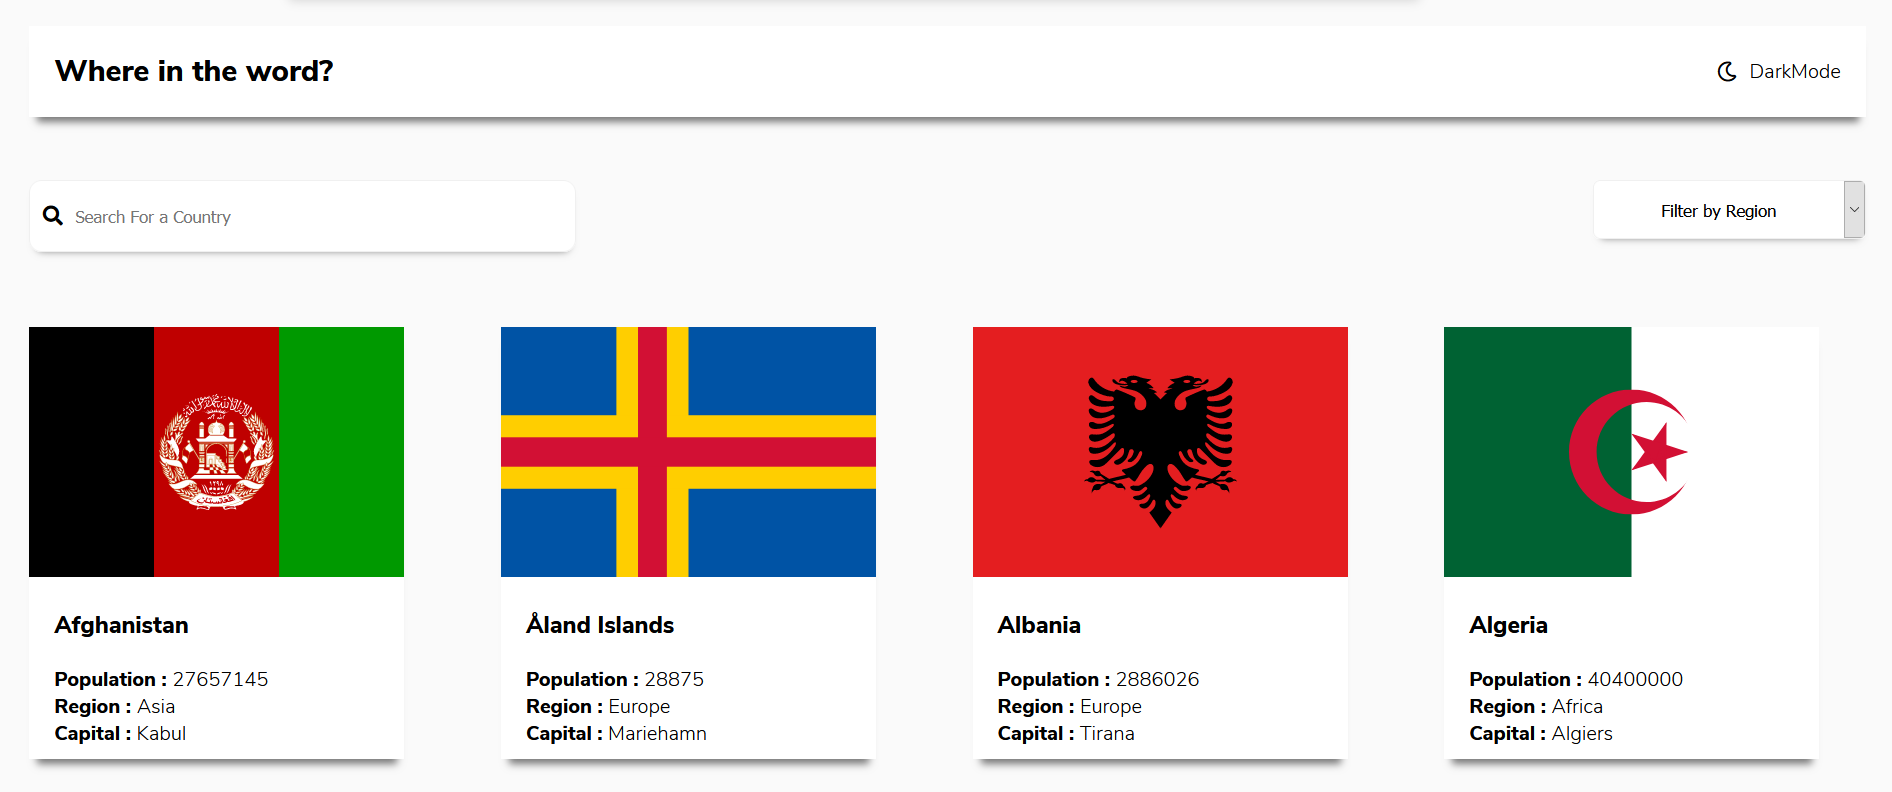 Where in the word?
DarkMode
Search For a Country
Filter by Region
Afghanistan
Population : 27657145
Region : Asia
Capital : Kabul
Åland Islands
Population : 28875
Region : Europe
Capital : Mariehamn
Albania
Population : 2886026
Region : Europe
Capital : Tirana
Algeria
Population : 40400000
Region : Africa
Capital : Algiers